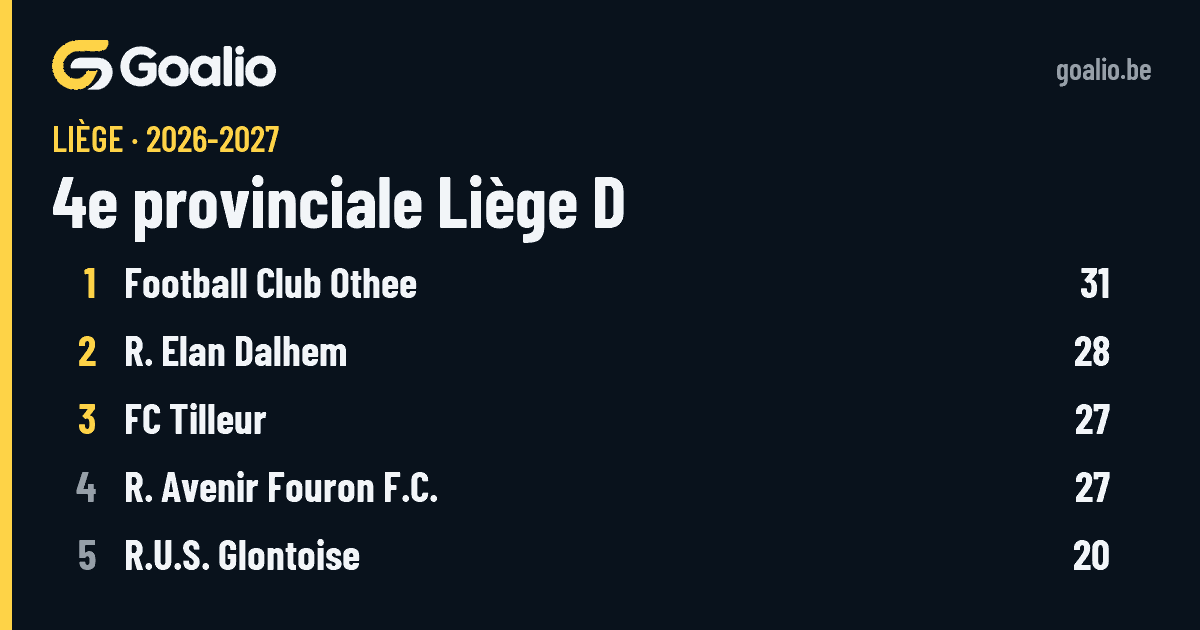 Goalio
goalio.be
LIÈGE · 2026-2027
4e provinciale Liège D
1 Football Club Othee 31
2 R. Elan Dalhem 28
3 FC Tilleur 27
4 R. Avenir Fouron F.C. 27
5 R.U.S. Glontoise 20